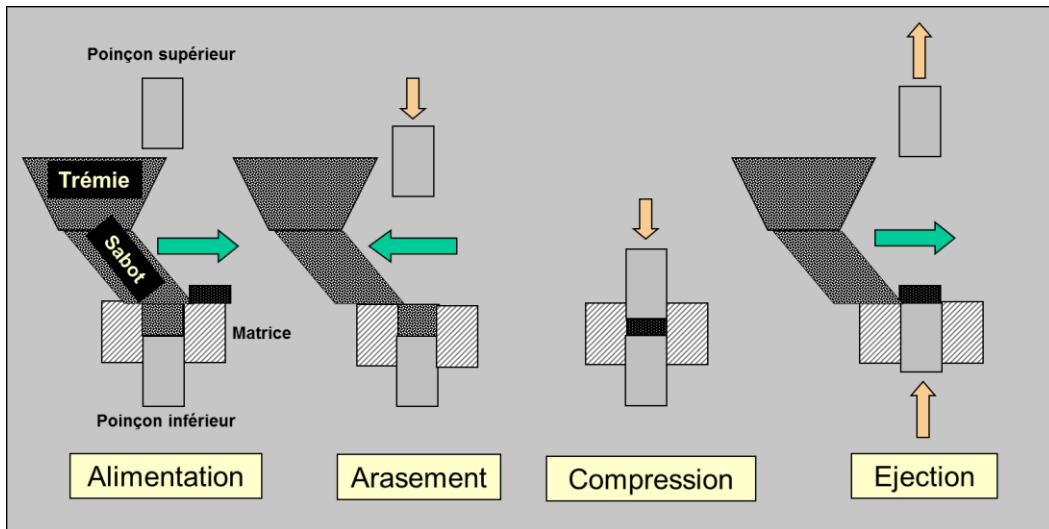 Poinçon supérieur
Trémie
Sabot
Matrice
Poinçon inférieur
Alimentation
Arasement
Compression
Ejection